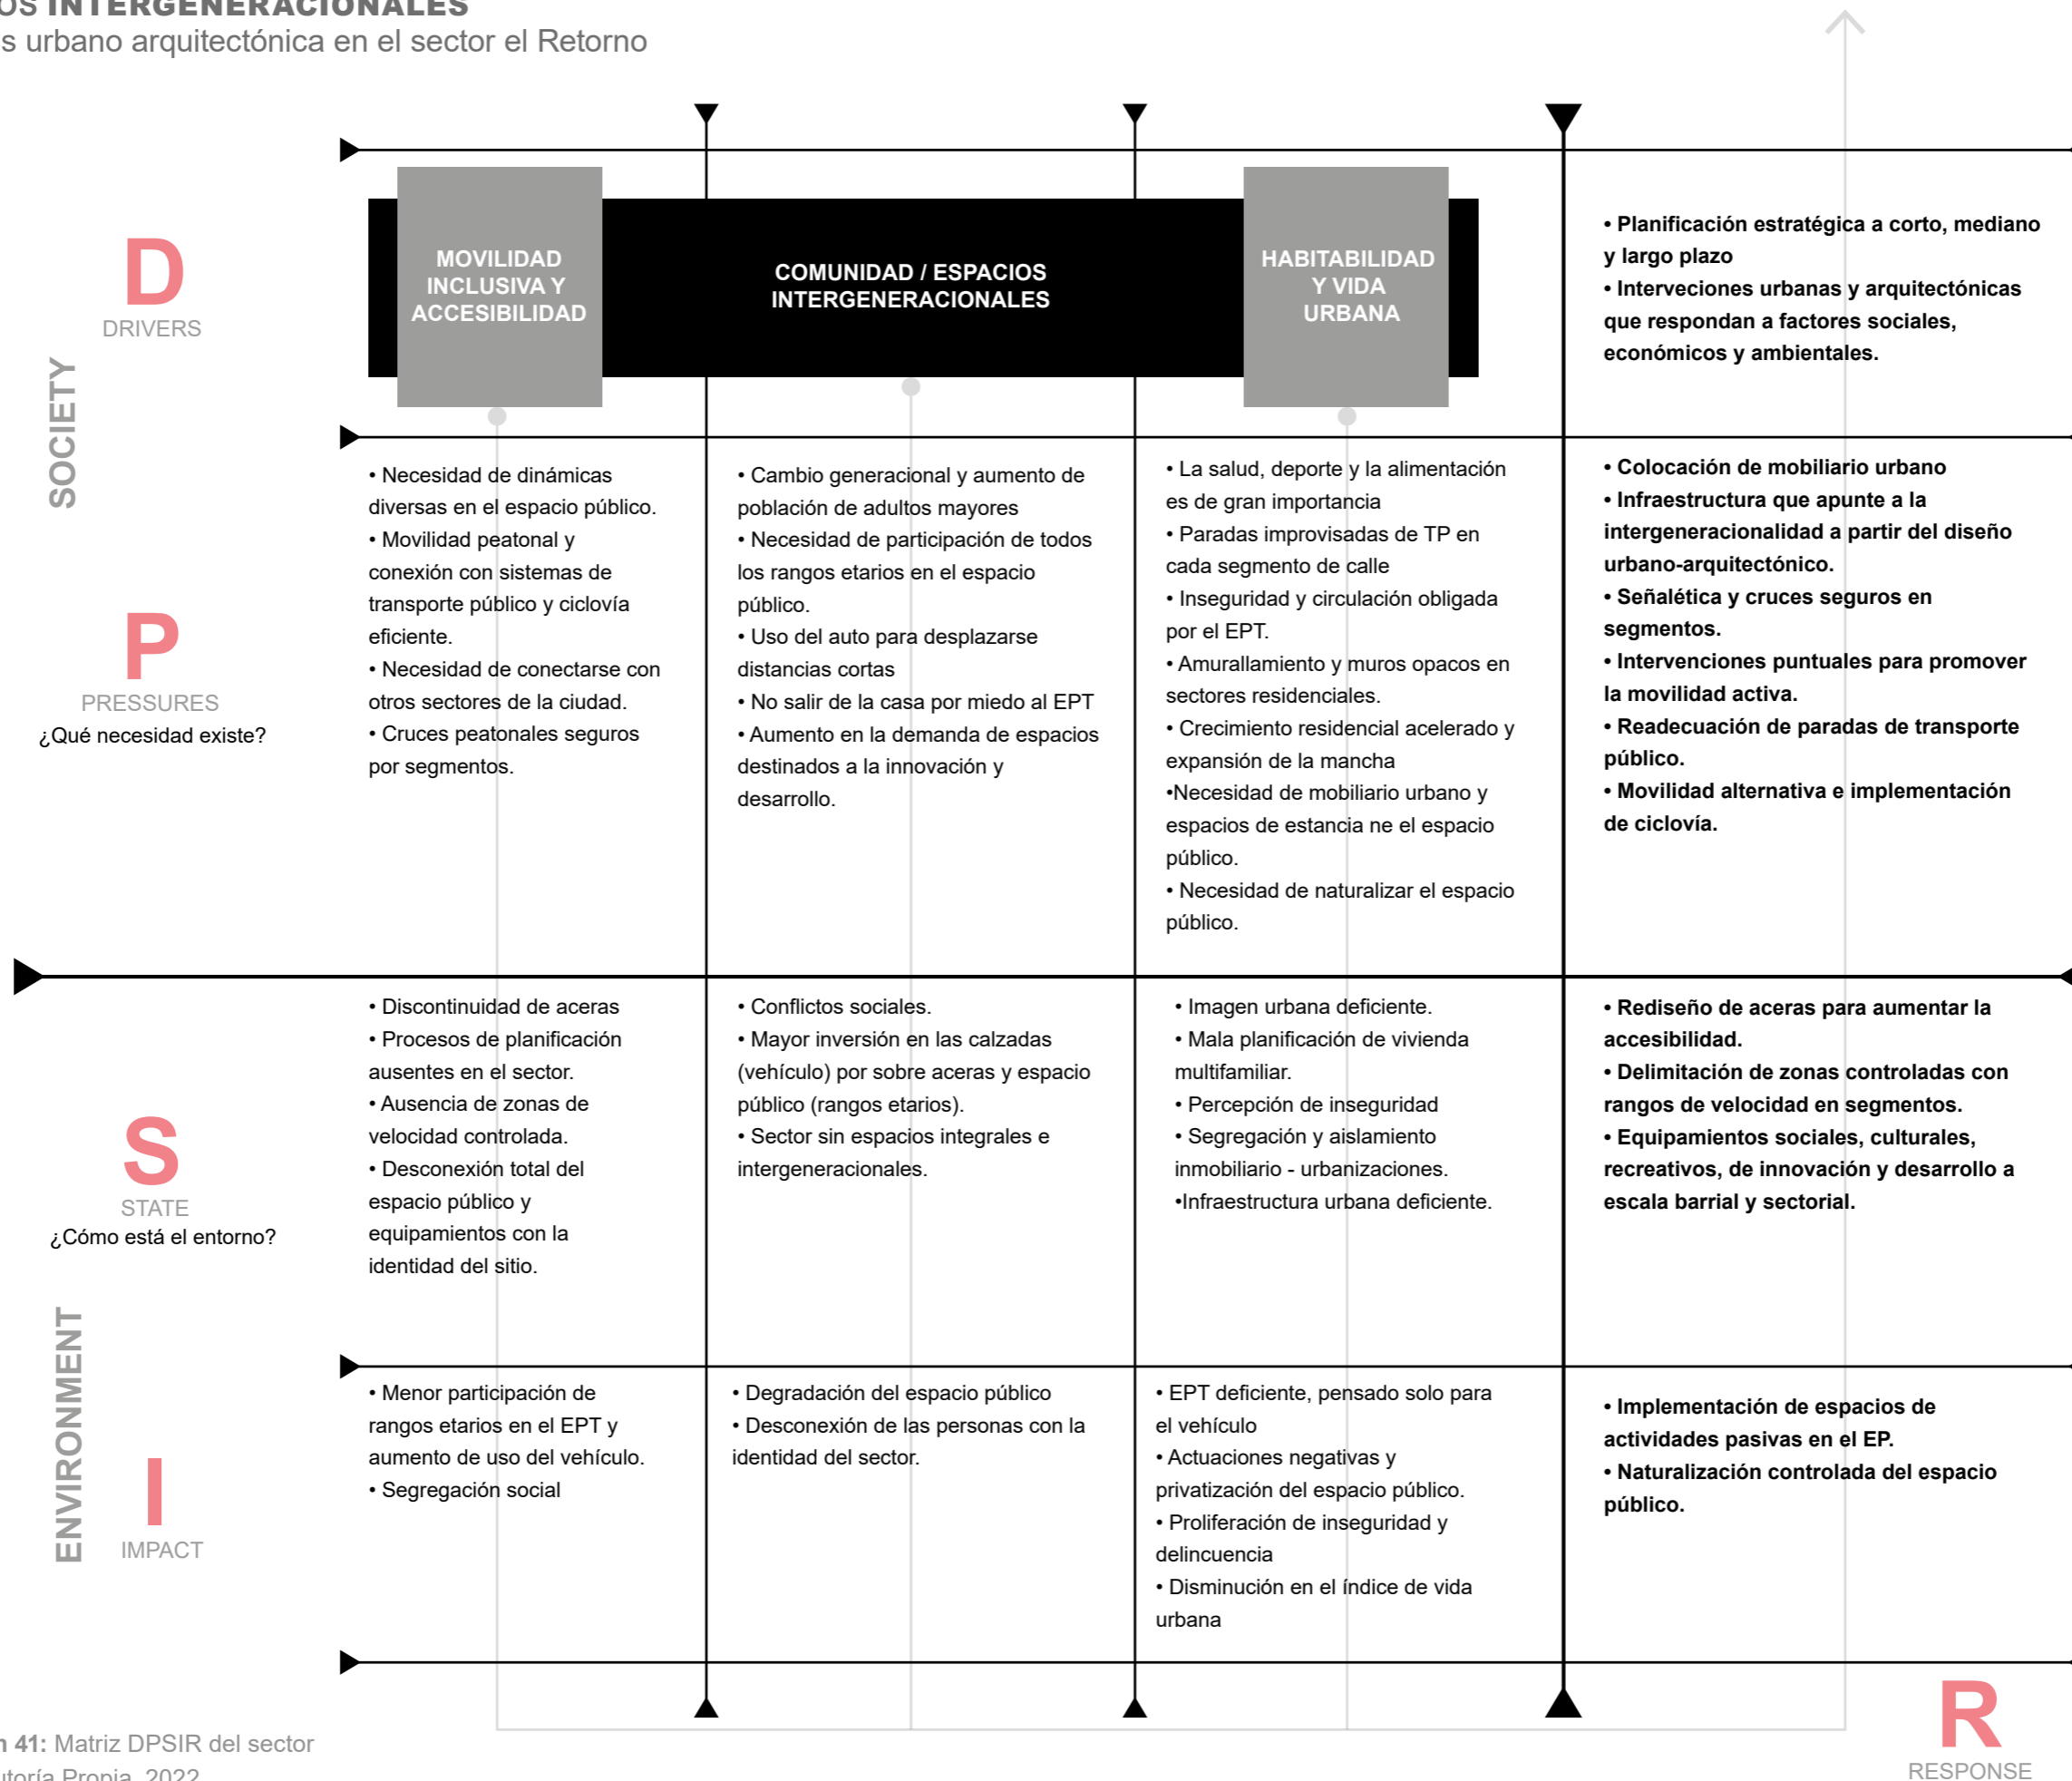 INTERGENERACIONALES
urbano arquitectónica en el sector el Retorno
SOCIETY
D
DRIVERS
MOVILIDAD
INCLUSIVA Y
ACCESIBILIDAD
COMUNIDAD / ESPACIOS
INTERGENERACIONALES
HABITABILIDAD
Y VIDA
URBANA
• Planificación estratégica a corto, mediano
y largo plazo
• Interveciones urbanas y arquitectónicas
que respondan a factores sociales,
económicos y ambientales.
P
PRESSURES
¿Qué necesidad existe?
• Necesidad de dinámicas
diversas en el espacio público.
• Movilidad peatonal y
conexión con sistemas de
transporte público y ciclovía
eficiente.
• Necesidad de conectarse con
otros sectores de la ciudad.
• Cruces peatonales seguros
por segmentos.
• Cambio generacional y aumento de
población de adultos mayores
• Necesidad de participación de todos
los rangos etarios en el espacio
público.
• Uso del auto para desplazarse
distancias cortas
• No salir de la casa por miedo al EPT
• Aumento en la demanda de espacios
destinados a la innovación y
desarrollo.
• La salud, deporte y la alimentación
es de gran importancia
• Paradas improvisadas de TP en
cada segmento de calle
• Inseguridad y circulación obligada
por el EPT.
• Amurallamiento y muros opacos en
sectores residenciales.
• Crecimiento residencial acelerado y
expansión de la mancha
•Necesidad de mobiliario urbano y
espacios de estancia ne el espacio
público.
• Necesidad de naturalizar el espacio
público.
• Colocación de mobiliario urbano
• Infraestructura que apunte a la
intergeneracionalidad a partir del diseño
urbano-arquitectónico.
• Señalética y cruces seguros en
segmentos.
• Intervenciones puntuales para promover
la movilidad activa.
• Readecuación de paradas de transporte
público.
• Movilidad alternativa e implementación
de ciclovía.
ENVIRONMENT
S
STATE
¿Cómo está el entorno?
• Discontinuidad de aceras
• Procesos de planificación
ausentes en el sector.
• Ausencia de zonas de
velocidad controlada.
• Desconexión total del
espacio público y
equipamientos con la
identidad del sitio.
• Conflictos sociales.
• Mayor inversión en las calzadas
(vehículo) por sobre aceras y espacio
público (rangos etarios).
• Sector sin espacios integrales e
intergeneracionales.
• Imagen urbana deficiente.
• Mala planificación de vivienda
multifamiliar.
• Percepción de inseguridad
• Segregación y aislamiento
inmobiliario - urbanizaciones.
•Infraestructura urbana deficiente.
• Rediseño de aceras para aumentar la
accesibilidad.
• Delimitación de zonas controladas con
rangos de velocidad en segmentos.
• Equipamientos sociales, culturales,
recreativos, de innovación y desarrollo a
escala barrial y sectorial.
I
IMPACT
• Menor participación de
rangos etarios en el EPT y
aumento de uso del vehículo.
• Segregación social
• Degradación del espacio público
• Desconexión de las personas con la
identidad del sector.
• EPT deficiente, pensado solo para
el vehículo
• Actuaciones negativas y
privatización del espacio público.
• Proliferación de inseguridad y
delincuencia
• Disminución en el índice de vida
urbana
• Implementación de espacios de
actividades pasivas en el EP.
• Naturalización controlada del espacio
público.
R
RESPONSE
41: Matriz DPSIR del sector
Propia, 2022